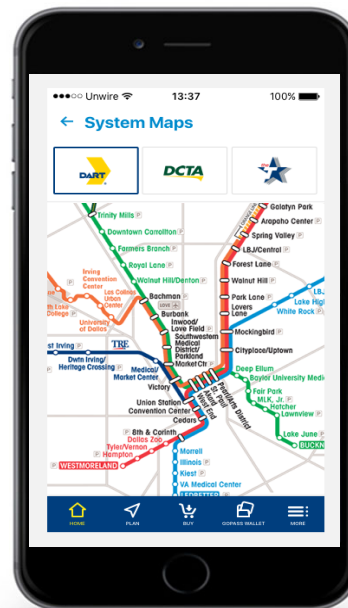 Unwire
13:37
100%
← System Maps
DART
DCTA
Galatyn Park
Arapaho Center P
Spring Valley P
LBJ/Central P
Forest Lane P
Walnut Hill P
Park Lane P
Lovers
Lane
Mockingbird P
Cityplace/Uptown
Trinity Mills P
Downtown Carrollton P
Farmers Branch P
Royal Lane P
Walnut Hill/Denton P
Irving
Convention
Center
Las Colinas
Urban
Center
University
of Dallas
Bachman P
LOVE
Burbank
Inwood/
Love Field P
Southwestern
Medical
District/
Parkland
Market Ctr P
White Rock P
TRE
Dwtn Irving/
Heritage Crossing P
Medical/
Market Center
Victory
Union Station
Convention Center
Cedars
West End
Akard
St. Paul
Pearl/Arts District
Deep Ellum
Baylor University Medi
Fair Park
MLK, Jr. P
Hatcher
Lawnview P
Lake June P
BUCKN
8th & Corinth P
Dallas Zoo
Tyler/Vernon
P Hampton
WESTMORELAND
Morrell
Illinois P
Kiest P
VA Medical Center
LEDBETTER P
HOME
PLAN
BUY
GOPASS WALLET
MORE